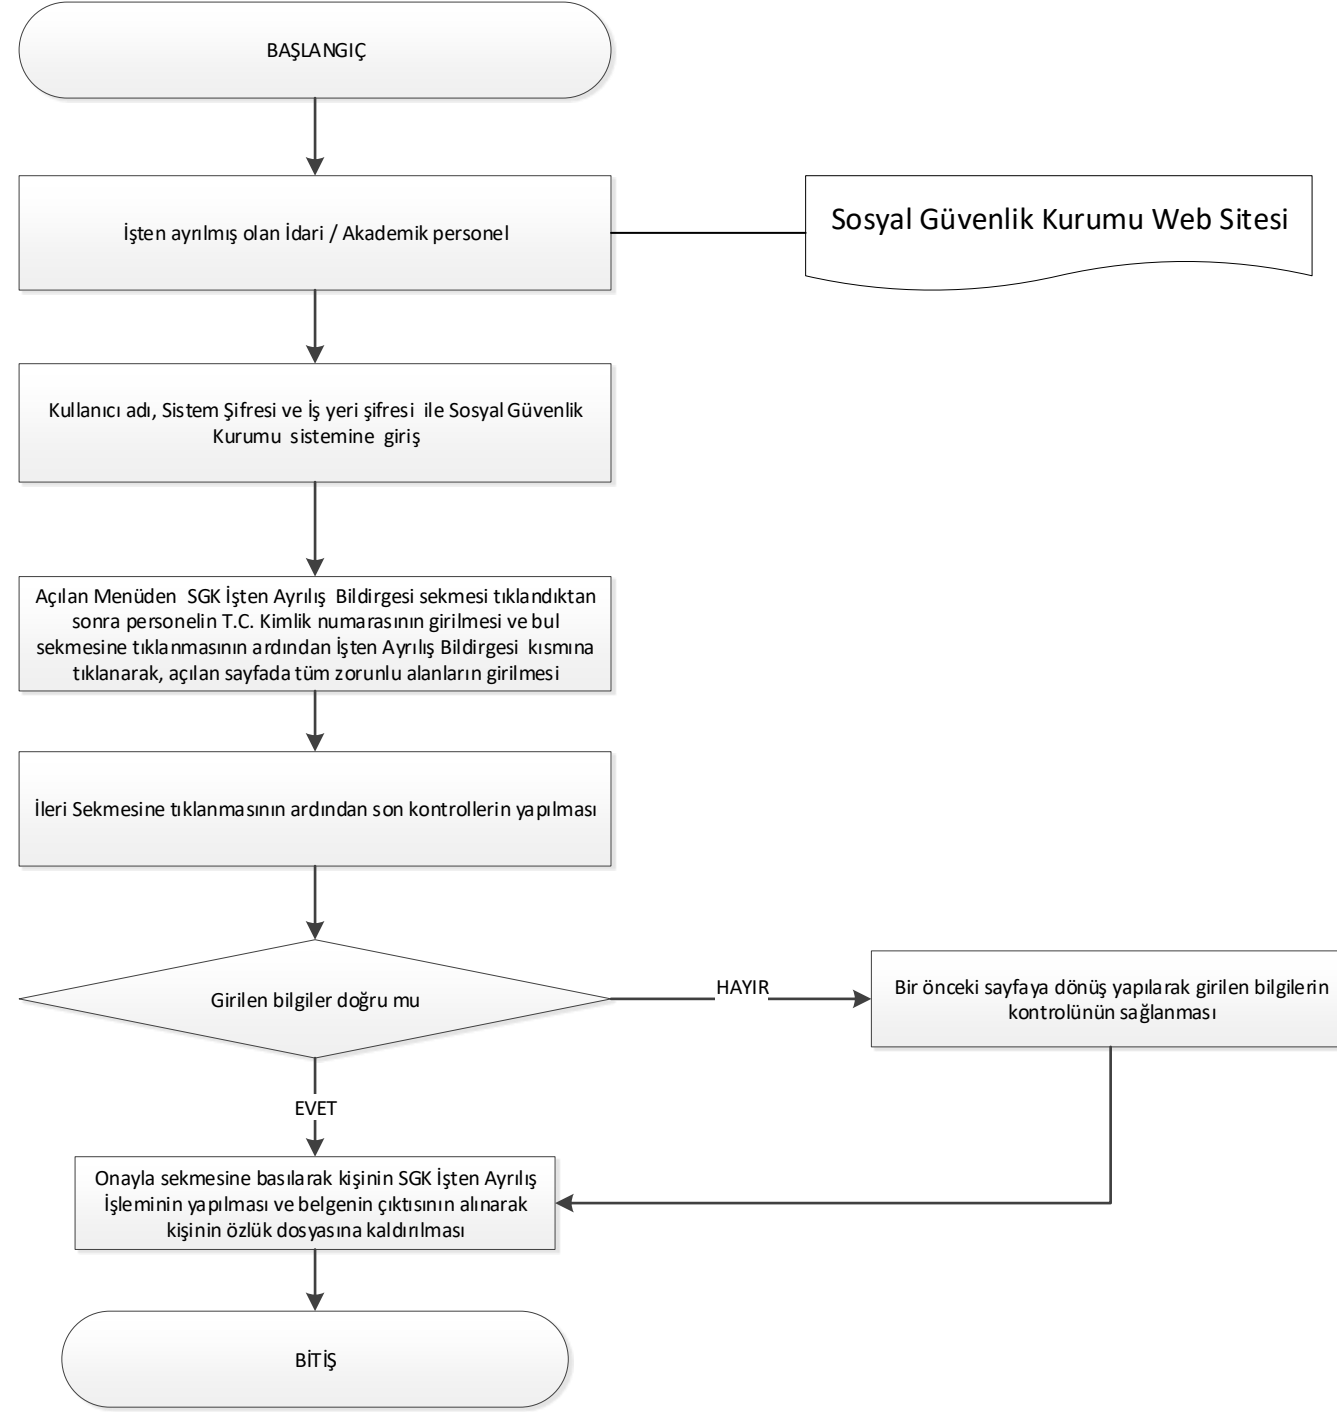 BAŞLANGIÇ
İşten ayrılmış olan İdari / Akademik personel
Sosyal Güvenlik Kurumu Web Sitesi
Kullanıcı adı, Sistem Şifresi ve İş yeri şifresi ile Sosyal Güvenlik
Kurumu sistemine giriş
Açılan Menüden SGK İşten Ayrılış Bildirgesi sekmesi tıklandıktan
sonra personelin T.C. Kimlik numarasının girilmesi ve bul
sekmesine tıklanmasının ardından İşten Ayrılış Bildirgesi kısmına
tıklanarak, açılan sayfada tüm zorunlu alanların girilmesi
İleri Sekmesine tıklanmasının ardından son kontrollerin yapılması
Girilen bilgiler doğru mu
HAYIR
Bir önceki sayfaya dönüş yapılarak girilen bilgilerin
kontrolünün sağlanması
EVET
Onayla sekmesine basılarak kişinin SGK İşten Ayrılış
İşleminin yapılması ve belgenin çıktısının alınarak
kişinin özlük dosyasına kaldırılması
BİTİŞ